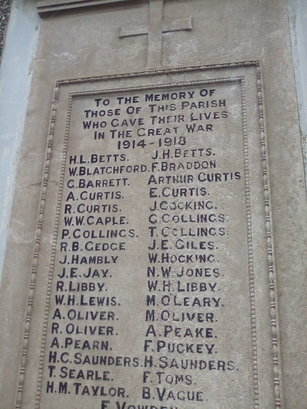 TO THE MEMORY OF
THOSE OF THIS PARISH
WHO GAVE THEIR LIVES
IN THE GREAT WAR
1914-1918
H.L. BETTS. J.H. BETTS.
W. BLATCHFORD. F. BRADDON.
G. BARRETT. ARTHUR CURTIS
A. CURTIS. E. CURTIS.
R. CURTIS. J. COCKING.
W.W. CAPLE. C. COLLINGS.
P. COLLINGS. T. COLLINGS.
R.B. GEDGE J.E. GILES.
J. HAMBLY W. HOCKING.
J.E. JAY. N.W. JONES.
R. LIBBY. W.H. LIBBY.
W.H. LEWIS. M. O'LEARY.
A. OLIVER. M. OLIVER.
R. OLIVER. A. PEAKE.
A. PEARN. F. PUCKEY.
H.C. SAUNDERS. H. SAUNDERS.
T. SEARLE. F. TOMS.
H.M. TAYLOR. B. VAGUE.